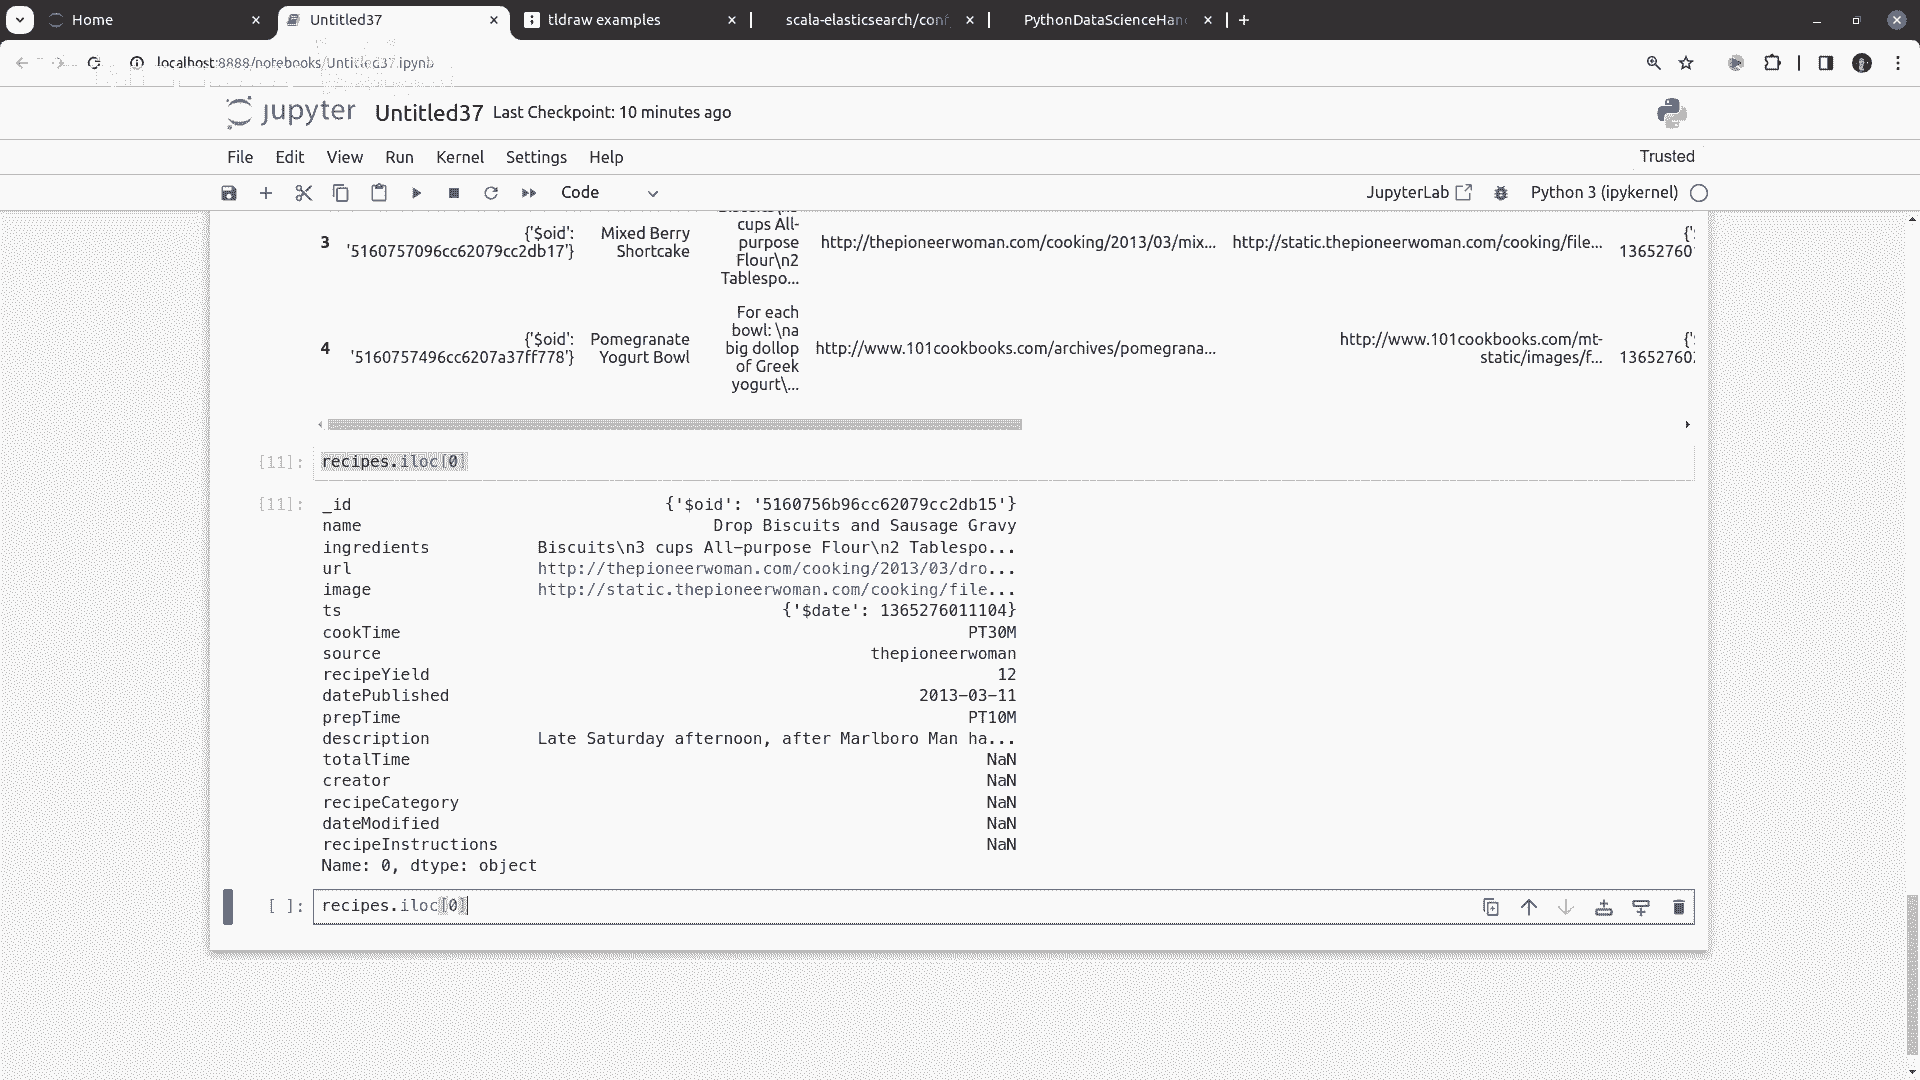 Home
Untitled37
tldraw examples
scala-elasticsearch/conf
PythonDataScienceHan
localhost:8888/notebooks/Untitled37.ipynb
jupyter Untitled37 Last Checkpoint: 10 minutes ago
File Edit View Run Kernel Settings Help
Trusted
Code
JupyterLab
Python 3 (ipykernel)
3 {'$oid': '5160757096cc62079cc2db17'} Mixed Berry Shortcake cups All-purpose Flour\n2 Tablespo... http://thepioneerwoman.com/cooking/2013/03/mix... http://static.thepioneerwoman.com/cooking/file... {'$ 13652760
4 {'$oid': '5160757496cc6207a37ff778'} Pomegranate Yogurt Bowl For each bowl: \na big dollop of Greek yogurt\... http://www.101cookbooks.com/archives/pomegrana... http://www.101cookbooks.com/mt-static/images/f... {'$ 13652760
[11]: recipes.iloc[0]
[11]: _id {'$oid': '5160756b96cc62079cc2db15'}
name Drop Biscuits and Sausage Gravy
ingredients Biscuits\n3 cups All-purpose Flour\n2 Tablespo...
url http://thepioneerwoman.com/cooking/2013/03/dro...
image http://static.thepioneerwoman.com/cooking/file...
ts {'$date': 1365276011104}
cookTime PT30M
source thepioneerwoman
recipeYield 12
datePublished 2013-03-11
prepTime PT10M
description Late Saturday afternoon, after Marlboro Man ha...
totalTime NaN
creator NaN
recipeCategory NaN
dateModified NaN
recipeInstructions NaN
Name: 0, dtype: object
[ ]: recipes.iloc[0]